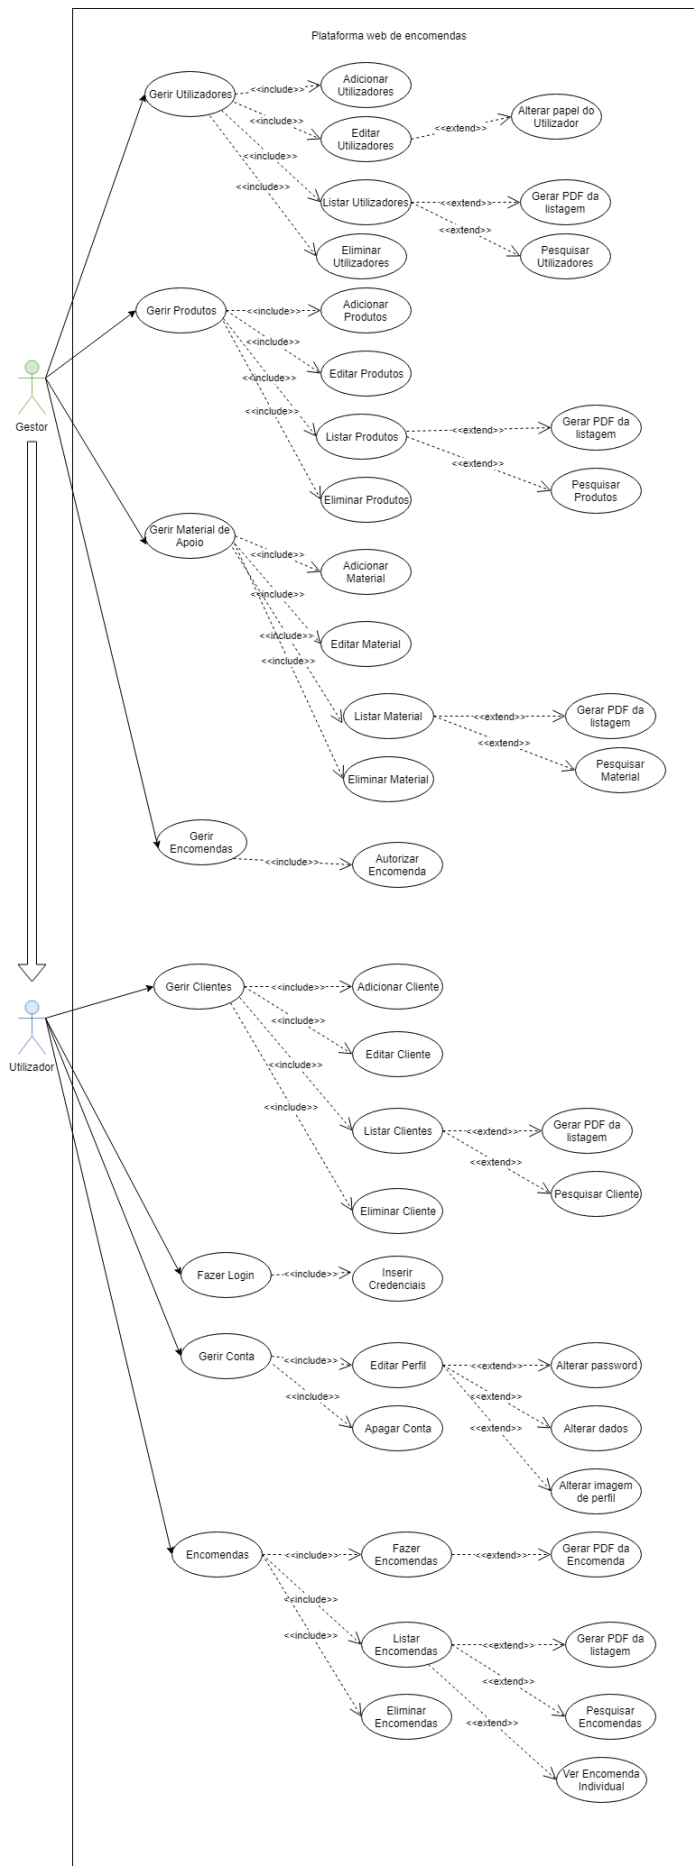 Plataforma web de encomendas
Gerir Utilizadores
<<include>>
Adicionar
Utilizadores
<<include>>
Editar
Utilizadores
<<extend>>
Alterar papel do
Utilizador
<<include>>
Listar Utilizadores
<<extend>>
Gerar PDF da
listagem
<<extend>>
Pesquisar
Utilizadores
<<include>>
Eliminar
Utilizadores
Gerir Produtos
<<include>>
Adicionar
Produtos
<<include>>
Editar Produtos
<<include>>
Listar Produtos
<<extend>>
Gerar PDF da
listagem
<<extend>>
Pesquisar
Produtos
<<include>>
Eliminar Produtos
Gestor
Gerir Material de
Apoio
<<include>>
Adicionar
Material
<<include>>
Editar Material
<<include>>
Listar Material
<<extend>>
Gerar PDF da
listagem
<<extend>>
Pesquisar
Material
<<include>>
Eliminar Material
Gerir
Encomendas
<<include>>
Autorizar
Encomenda
Utilizador
Gerir Clientes
<<include>>
Adicionar Cliente
<<include>>
Editar Cliente
<<include>>
Listar Clientes
<<extend>>
Gerar PDF da
listagem
<<extend>>
Pesquisar Cliente
<<include>>
Eliminar Cliente
Fazer Login
<<include>>
Inserir
Credenciais
Gerir Conta
<<include>>
Editar Perfil
<<extend>>
Alterar password
<<extend>>
Alterar dados
<<extend>>
Alterar imagem
de perfil
<<include>>
Apagar Conta
Encomendas
<<include>>
Fazer
Encomendas
<<extend>>
Gerar PDF da
Encomenda
<<include>>
Listar
Encomendas
<<extend>>
Gerar PDF da
listagem
<<extend>>
Pesquisar
Encomendas
<<extend>>
Ver Encomenda
Individual
<<include>>
Eliminar
Encomendas